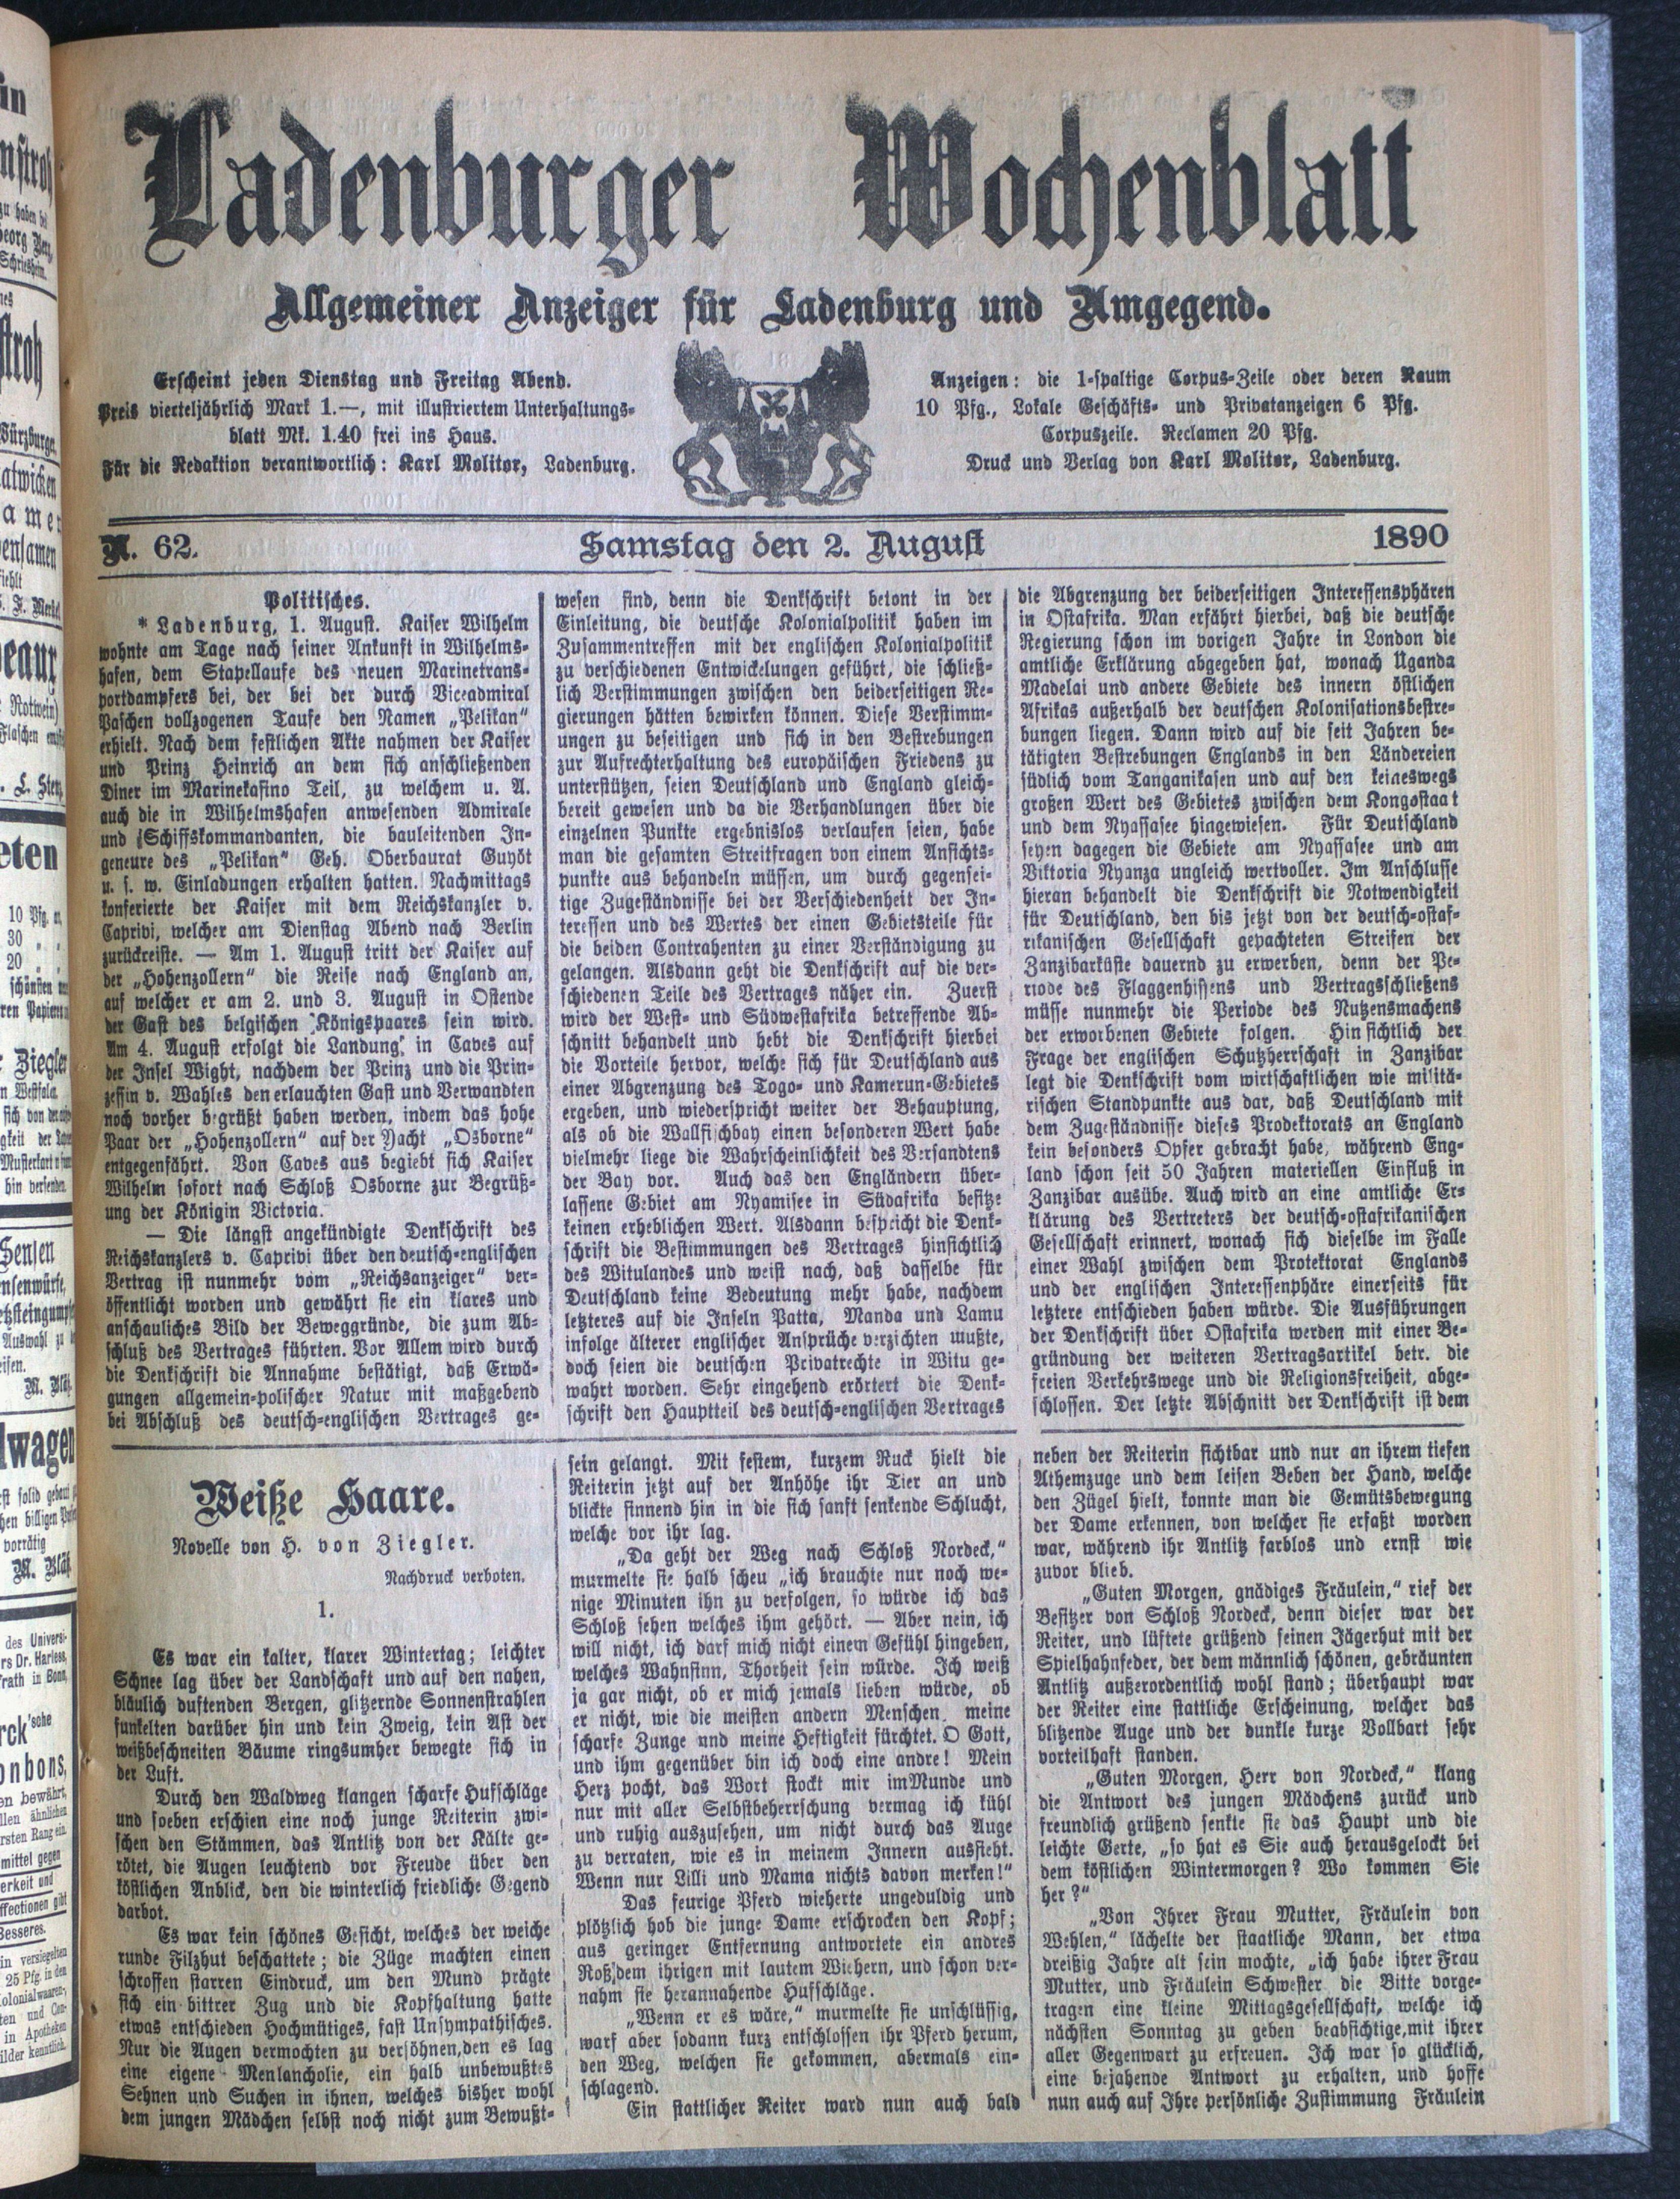 Ladenburger Wochenblatt
Allgemeiner Anzeiger für Ladenburg und Umgegend.
Erscheint jeden Dienstag und Freitag Abend.
Preis vierteljährlich Mark 1.—, mit illustriertem Unterhaltungs-
blatt Mk. 1.40 frei ins Haus.
Für die Redaktion verantwortlich: Karl Molitor, Ladenburg.
Anzeigen: die 1-spaltige Corpus-Zeile oder deren Raum
10 Pfg., Lokale Geschäfts- und Privatanzeigen 6 Pfg.
Corpuszeile. Reclamen 20 Pfg.
Druck und Verlag von Karl Molitor, Ladenburg.
N. 62.
Samstag den 2. August
1890
Politisches.
* Ladenburg, 1. August. Kaiser Wilhelm
wohnte am Tage nach seiner Ankunft in Wilhelms-
hafen, dem Stapellaufe des neuen Marinetrans-
portdampfers bei, der bei der durch Viceadmiral
Paschen vollzogenen Taufe den Namen „Pelikan“
erhielt. Nach dem festlichen Akte nahmen der Kaiser
und Prinz Heinrich an dem sich anschließenden
Diner im Marinekasino Teil, zu welchem u. A.
auch die in Wilhelmshafen anwesenden Admirale
und Schiffskommandanten, die bauleitenden In-
geneure des „Pelikan“ Geh. Oberbaurat Guyöt
u. s. w. Einladungen erhalten hatten. Nachmittags
konferierte der Kaiser mit dem Reichskanzler v.
Caprivi, welcher am Dienstag Abend nach Berlin
zurückreiste. — Am 1. August tritt der Kaiser auf
der „Hohenzollern“ die Reise nach England an,
auf welcher er am 2. und 3. August in Ostende
der Gast des belgischen Königspaares sein wird.
Am 4. August erfolgt die Landung in Caves auf
der Insel Wight, nachdem der Prinz und die Prin-
zessin v. Wahles den erlauchten Gast und Verwandten
noch vorher begrüßt haben werden, indem das hohe
Paar der „Hohenzollern“ auf der Yacht „Osborne“
entgegenfährt. Von Caves aus begiebt sich Kaiser
Wilhelm sofort nach Schloß Osborne zur Begrüß-
ung der Königin Victoria.
— Die längst angekündigte Denkschrift des
Reichskanzlers v. Caprivi über den deutsch-englischen
Vertrag ist nunmehr vom „Reichsanzeiger“ ver-
öffentlicht worden und gewährt sie ein klares und
anschauliches Bild der Beweggründe, die zum Ab-
schluß des Vertrages führten. Vor Allem wird durch
die Denkschrift die Annahme bestätigt, daß Erwä-
gungen allgemein-polischer Natur mit maßgebend
bei Abschluß des deutsch-englischen Vertrages ge-
wesen sind, denn die Denkschrift betont in der
Einleitung, die deutsche Kolonialpolitik haben im
Zusammentreffen mit der englischen Kolonialpolitik
zu verschiedenen Entwickelungen geführt, die schließ-
lich Verstimmungen zwischen den beiderseitigen Re-
gierungen hätten bewirken können. Diese Verstimm-
ungen zu beseitigen und sich in den Bestrebungen
zur Aufrechterhaltung des europäischen Friedens zu
unterstützen, seien Deutschland und England gleich-
bereit gewesen und da die Verhandlungen über die
einzelnen Punkte ergebnislos verlaufen seien, habe
man die gesamten Streitfragen von einem Ansichts-
punkte aus behandeln müssen, um durch gegensei-
tige Zugeständnisse bei der Verschiedenheit der In-
teressen und des Wertes der einen Gebietsteile für
die beiden Contrahenten zu einer Verständigung zu
gelangen. Alsdann geht die Denkschrift auf die ver-
schiedenen Teile des Vertrages näher ein. Zuerst
wird der West- und Südwestafrika betreffende Ab-
schnitt behandelt und hebt die Denkschrift hierbei
die Vorteile hervor, welche sich für Deutschland aus
einer Abgrenzung des Togo- und Kamerun-Gebietes
ergeben, und wiederspricht weiter der Behauptung,
als ob die Wallfischbay einen besonderen Wert habe
vielmehr liege die Wahrscheinlichkeit des Versandtens
der Bay vor. Auch das den Engländern über-
lassene Gebiet am Nyamisee in Südafrika besitze
keinen erheblichen Wert. Alsdann bespricht die Denk-
schrift die Bestimmungen des Vertrages hinsichtlich
des Witulandes und weist nach, daß dasselbe für
Deutschland keine Bedeutung mehr habe, nachdem
letzteres auf die Inseln Patta, Manda und Lamu
infolge älterer englischer Ansprüche verzichten mußte,
doch seien die deutschen Privatrechte in Witu ge-
wahrt worden. Sehr eingehend erörtert die Denk-
schrift den Hauptteil des deutsch-englischen Vertrages
die Abgrenzung der beiderseitigen Interessensphären
in Ostafrika. Man erfährt hierbei, daß die deutsche
Regierung schon im vorigen Jahre in London die
amtliche Erklärung abgegeben hat, wonach Uganda
Madelai und andere Gebiete des innern östlichen
Afrikas außerhalb der deutschen Kolonisationsbestre-
bungen liegen. Dann wird auf die seit Jahren be-
tätigten Bestrebungen Englands in den Ländereien
südlich vom Tanganikasen und auf den keineswegs
großen Wert des Gebietes zwischen dem Kongostaat
und dem Nyassasee hingewiesen. Für Deutschland
seyen dagegen die Gebiete am Nyassasee und am
Viktoria Nyanza ungleich wertvoller. Im Anschlusse
hieran behandelt die Denkschrift die Notwendigkeit
für Deutschland, den bis jetzt von der deutsch-ostaf-
rikanischen Gesellschaft gepachteten Streifen der
Zanzibarküste dauernd zu erwerben, denn der Pe-
riode des Flaggenhissens und Vertragsschließens
müsse nunmehr die Periode des Nutzensmachens
der erworbenen Gebiete folgen. Hinsichtlich der
Frage der englischen Schutzherrschaft in Zanzibar
legt die Denkschrift vom wirtschaftlichen wie militä-
rischen Standpunkte aus dar, daß Deutschland mit
dem Zugeständnisse dieses Prodektorats an England
kein besonders Opfer gebracht habe, während Eng-
land schon seit 50 Jahren materiellen Einfluß in
Zanzibar ausübe. Auch wird an eine amtliche Er-
klärung des Vertreters der deutsch-ostafrikanischen
Gesellschaft erinnert, wonach sich dieselbe im Falle
einer Wahl zwischen dem Protektorat Englands
und der englischen Interessenphäre einerseits für
letztere entschieden haben würde. Die Ausführungen
der Denkschrift über Ostafrika werden mit einer Be-
gründung der weiteren Vertragsartikel betr. die
freien Verkehrswege und die Religionsfreiheit, abge-
schlossen. Der letzte Abschnitt der Denkschrift ist dem
Weiße Haare.
Novelle von H. von Ziegler.
Nachdruck verboten.
1.
Es war ein kalter, klarer Wintertag; leichter
Schnee lag über der Landschaft und auf den nahen,
bläulich duftenden Bergen, glitzernde Sonnenstrahlen
funkelten darüber hin und kein Zweig, kein Ast der
weißbeschneiten Bäume ringsumher bewegte sich in
der Luft.
Durch den Waldweg klangen scharfe Hufschläge
und soeben erschien eine noch junge Reiterin zwi-
schen den Stämmen, das Antlitz von der Kälte ge-
rötet, die Augen leuchtend vor Freude über den
köstlichen Anblick, den die winterlich friedliche Gegend
darbot.
Es war kein schönes Gesicht, welches der weiche
runde Filzhut beschattete; die Züge machten einen
schroffen starren Eindruck, um den Mund prägte
sich ein bittrer Zug und die Kopfhaltung hatte
etwas entschieden Hochmütiges, fast Unsympathisches.
Nur die Augen vermochten zu versöhnen,den es lag
eine eigene Menlancholie, ein halb unbewußtes
Sehnen und Suchen in ihnen, welches bisher wohl
dem jungen Mädchen selbst noch nicht zum Bewußt-
sein gelangt. Mit festem, kurzem Ruck hielt die
Reiterin jetzt auf der Anhöhe ihr Tier an und
blickte sinnend hin in die sich sanft senkende Schlucht,
welche vor ihr lag.
„Da geht der Weg nach Schloß Nordeck,“
murmelte sie halb scheu „ich brauchte nur noch we-
nige Minuten ihn zu verfolgen, so würde ich das
Schloß sehen welches ihm gehört. — Aber nein, ich
will nicht, ich darf mich nicht einem Gefühl hingeben,
welches Wahnsinn, Thorheit sein würde. Ich weiß
ja gar nicht, ob er mich jemals lieben würde, ob
er nicht, wie die meisten andern Menschen meine
scharfe Zunge und meine Heftigkeit fürchtet. O Gott,
und ihm gegenüber bin ich doch eine andre! Mein
Herz pocht, das Wort stockt mir imMunde und
nur mit aller Selbstbeherrschung vermag ich kühl
und ruhig auszusehen, um nicht durch das Auge
zu verraten, wie es in meinem Innern aussieht.
Wenn nur Lilli und Mama nichts davon merken!“
Das feurige Pferd wieherte ungeduldig und
plötzlich hob die junge Dame erschrocken den Kopf;
aus geringer Entfernung antwortete ein andres
Roß dem ihrigen mit lautem Wiehern, und schon ver-
nahm sie herannahende Hufschläge.
„Wenn er es wäre,“ murmelte sie unschlüssig,
warf aber sodann kurz entschlossen ihr Pferd herum,
den Weg, welchen sie gekommen, abermals ein-
schlagend.
Ein stattlicher Reiter ward nun auch bald
neben der Reiterin sichtbar und nur an ihrem tiefen
Athemzuge und dem leisen Beben der Hand, welche
den Zügel hielt, konnte man die Gemütsbewegung
der Dame erkennen, von welcher sie erfaßt worden
war, während ihr Antlitz farblos und ernst wie
zuvor blieb.
„Guten Morgen, gnädiges Fräulein,“ rief der
Besitzer von Schloß Nordeck, denn dieser war der
Reiter, und lüftete grüßend seinen Jägerhut mit der
Spielhahnfeder, der dem männlich schönen, gebräunten
Antlitz außerordentlich wohl stand; überhaupt war
der Reiter eine stattliche Erscheinung, welcher das
blitzende Auge und der dunkle kurze Vollbart sehr
vorteilhaft standen.
„Guten Morgen, Herr von Nordeck,“ klang
die Antwort des jungen Mädchens zurück und
freundlich grüßend senkte sie das Haupt und die
leichte Gerte, „so hat es Sie auch herausgelockt bei
dem köstlichen Wintermorgen? Wo kommen Sie
her?“
„Von Ihrer Frau Mutter, Fräulein von
Wehlen,“ lächelte der staatliche Mann, der etwa
dreißig Jahre alt sein mochte, „ich habe ihrer Frau
Mutter, und Fräulein Schwester die Bitte vorge-
tragen eine kleine Mittagsgesellschaft, welche ich
nächsten Sonntag zu geben beabsichtige,mit ihrer
aller Gegenwart zu erfreuen. Ich war so glücklich,
eine bejahende Antwort zu erhalten, und hoffe
nun auch auf Ihre persönliche Zustimmung Fräulein